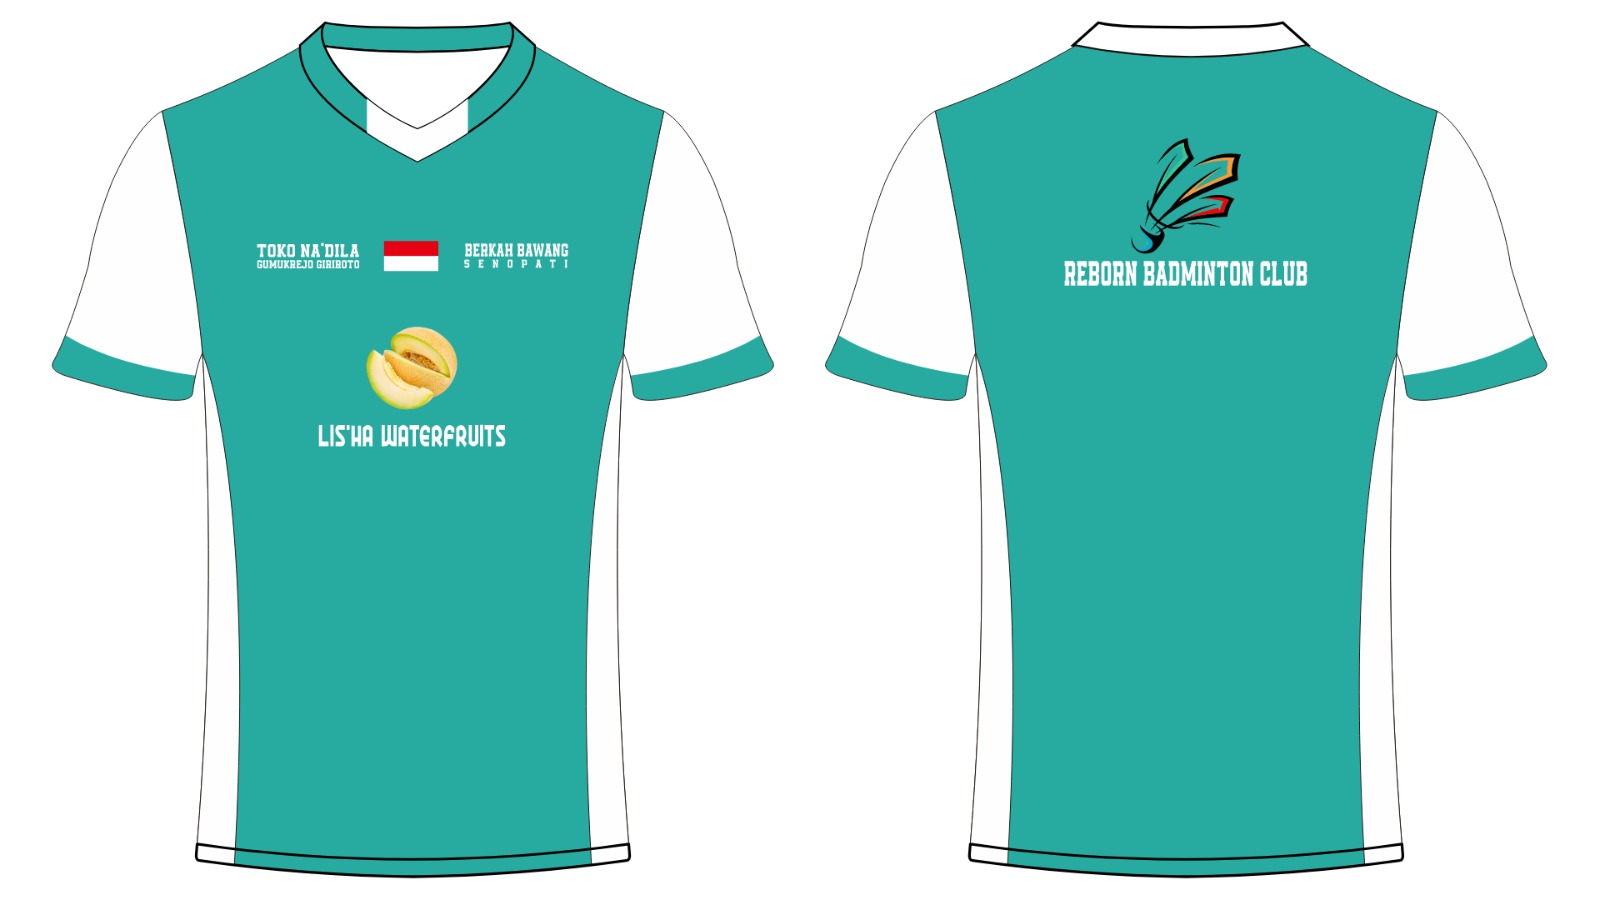 TOKO NA'DILA
GUMUKREJO GIRIROTO
BERKAH BAWANG
SENOPATI
LIS'HA WATERFRUITS
REBORN BADMINTON CLUB